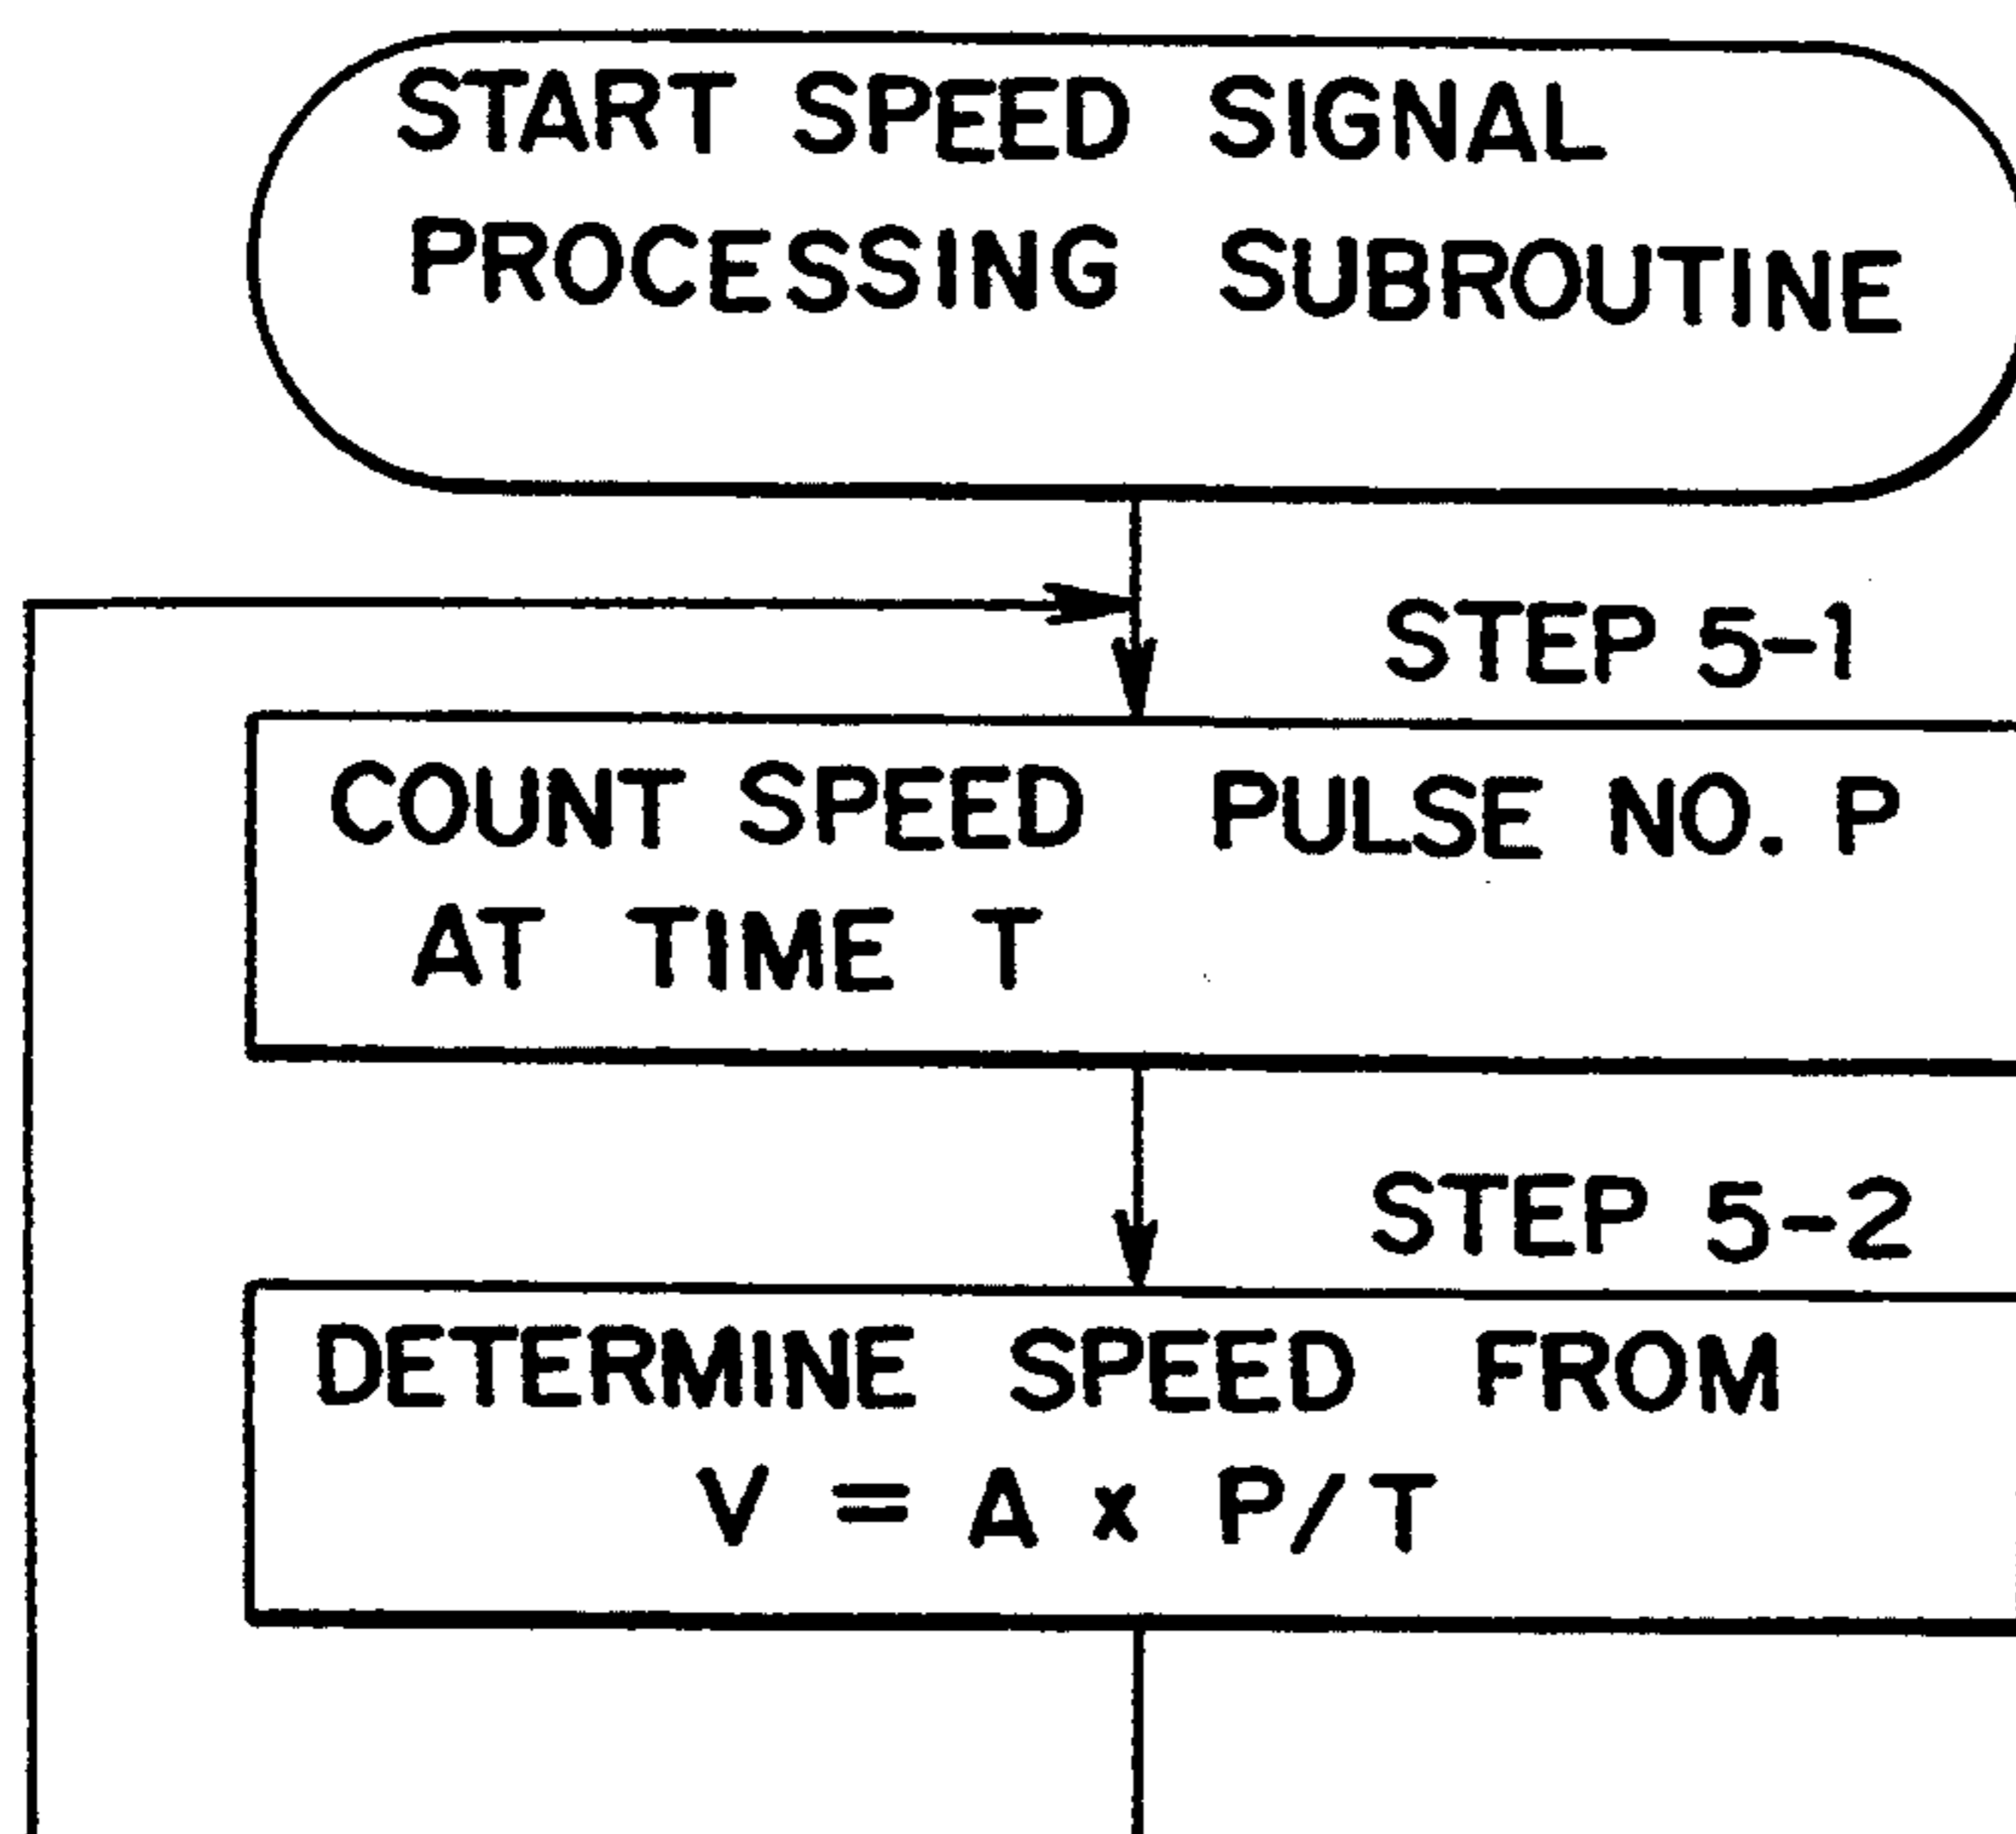 START SPEED SIGNAL
PROCESSING SUBROUTINE
STEP 5-1
COUNT SPEED PULSE NO. P
AT TIME T
STEP 5-2
DETERMINE SPEED FROM
V = A x P/T